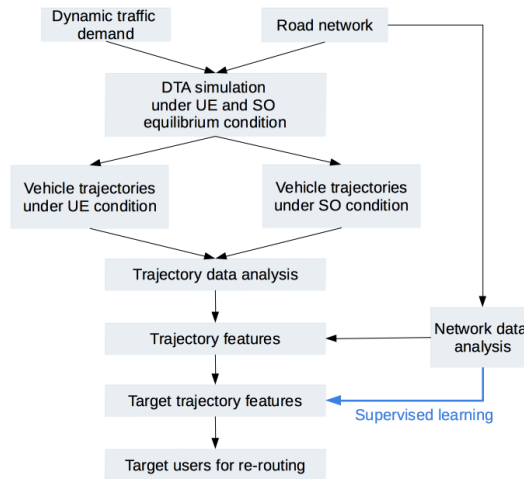 Dynamic traffic
demand
Road network
DTA simulation
under UE and SO
equilibrium condition
Vehicle trajectories
under UE condition
Vehicle trajectories
under SO condition
Trajectory data analysis
Trajectory features
Network data
analysis
Target trajectory features
Supervised learning
Target users for re-routing